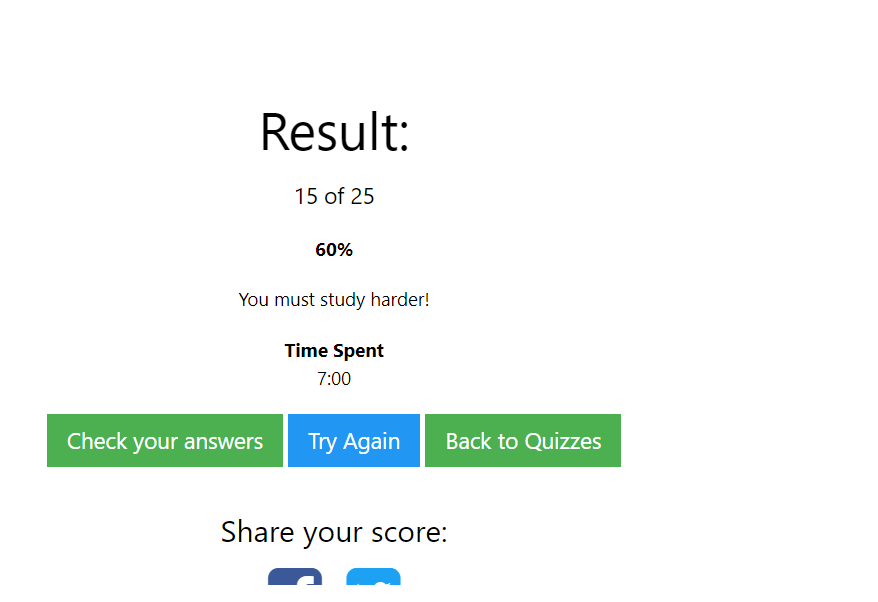 Result:
15 of 25
60%
You must study harder!
Time Spent
7:00
Check your answers
Try Again
Back to Quizzes
Share your score: